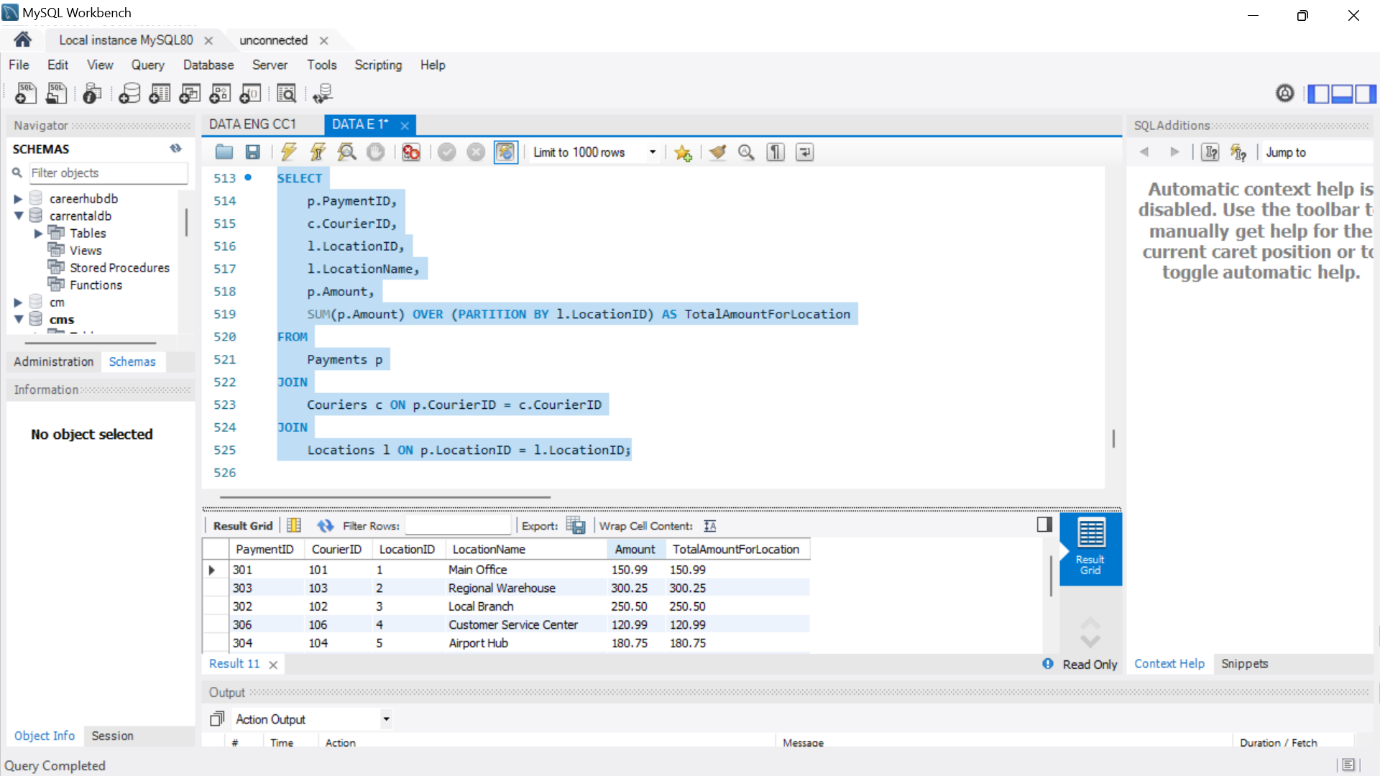 MySQL Workbench
Local instance MySQL80
unconnected
File Edit View Query Database Server Tools Scripting Help
Navigator
SCHEMAS
Filter objects
careerhubdb
carrentaldb
Tables
Views
Stored Procedures
Functions
cm
cms
Administration Schemas
Information
No object selected
Object Info Session
Query Completed
DATA ENG CC1 DATA E 1*
Limit to 1000 rows
513 SELECT
514 p.PaymentID,
515 c.CourierID,
516 l.LocationID,
517 l.LocationName,
518 p.Amount,
519 SUM(p.Amount) OVER (PARTITION BY l.LocationID) AS TotalAmountForLocation
520 FROM
521 Payments p
522 JOIN
523 Couriers c ON p.CourierID = c.CourierID
524 JOIN
525 Locations l ON p.LocationID = l.LocationID;
526
Result Grid Filter Rows: Export: Wrap Cell Content:
PaymentID CourierID LocationID LocationName Amount TotalAmountForLocation
301 101 1 Main Office 150.99 150.99
303 103 2 Regional Warehouse 300.25 300.25
302 102 3 Local Branch 250.50 250.50
306 106 4 Customer Service Center 120.99 120.99
304 104 5 Airport Hub 180.75 180.75
Result Grid
Result 11
Read Only
Output
Action Output
# Time Action Message Duration / Fetch
SQLAdditions
Jump to
Automatic context help is
disabled. Use the toolbar t
manually get help for the
current caret position or to
toggle automatic help.
Context Help Snippets